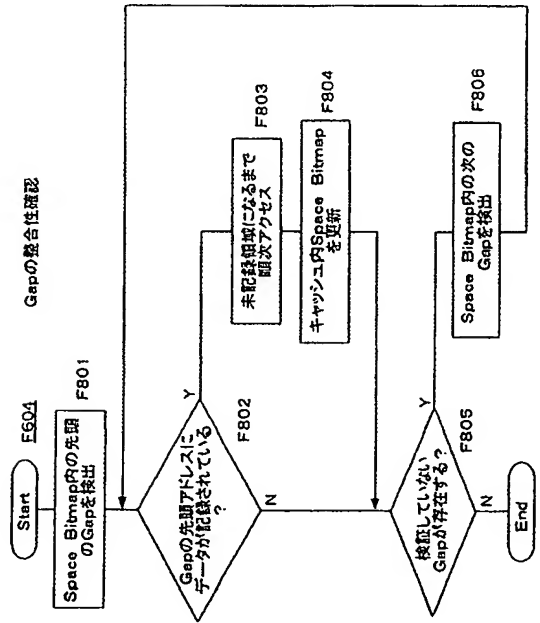 Gapの整合性確認
F604
Start
Space Bitmap内の先頭
のGapを検出
F801
Gapの先頭アドレスに
データが記録されている
?
F802
Y
N
未記録領域になるまで
順次アクセス
F803
キャッシュ内Space Bitmap
を更新
F804
検証していない
Gapが存在する?
F805
Y
N
Space Bitmap内の次の
Gapを検出
F806
End